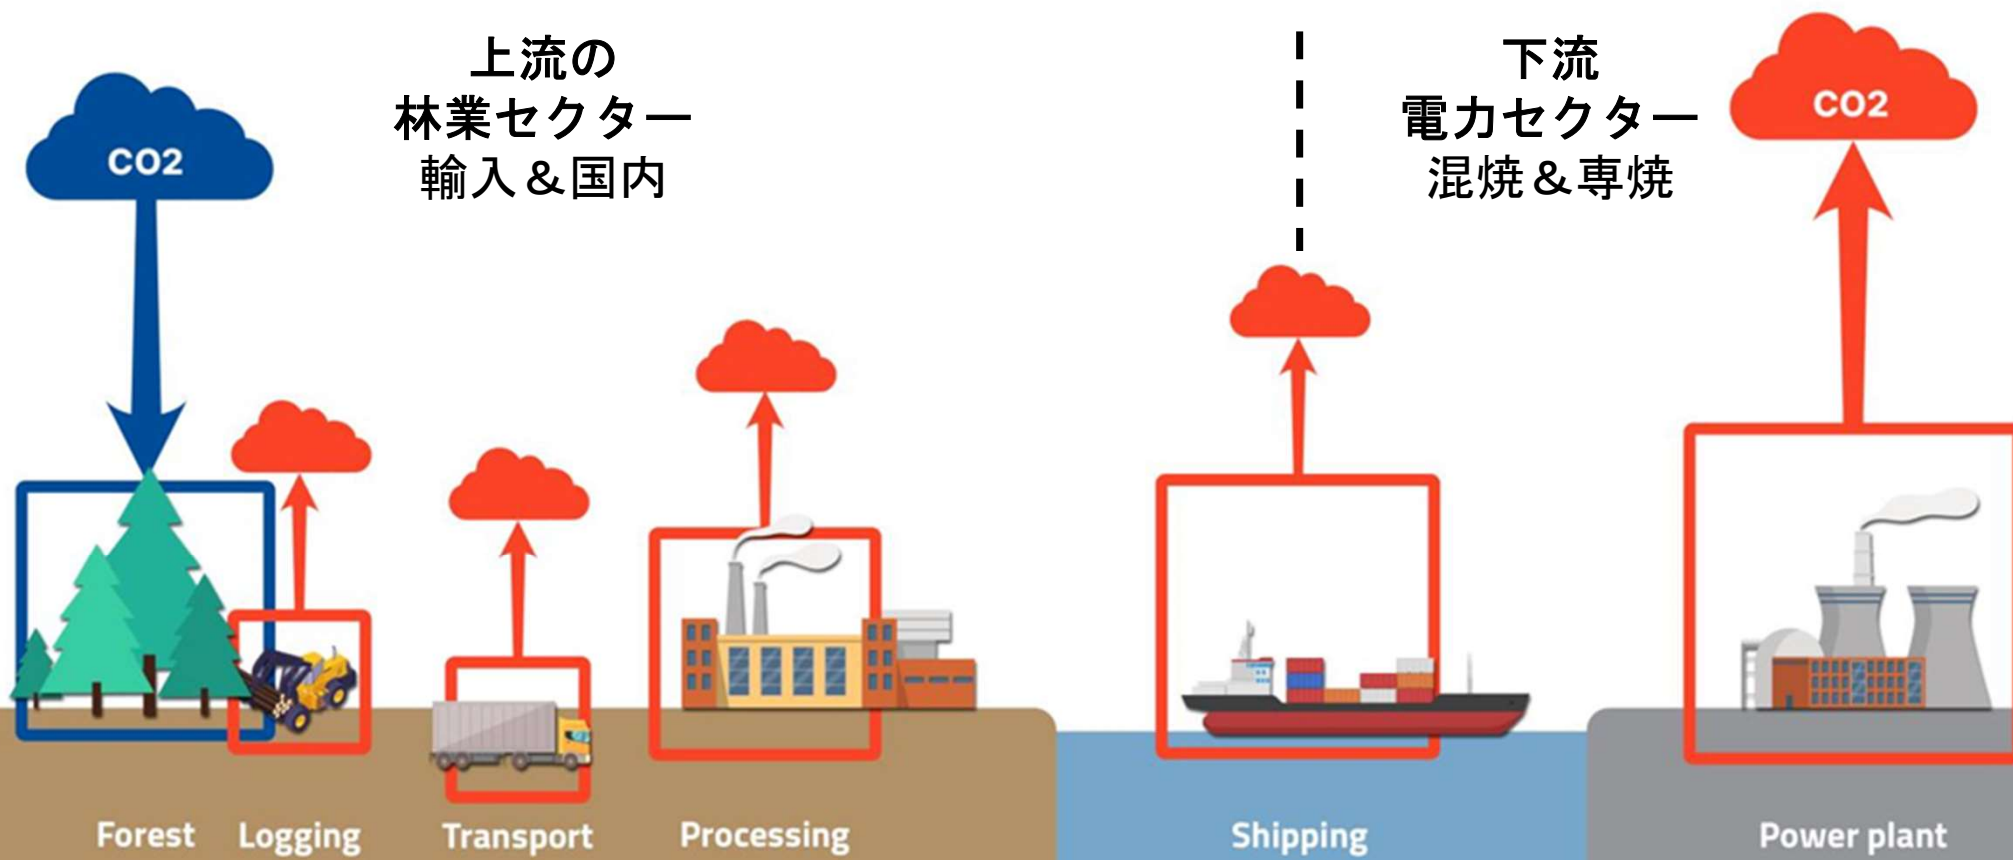 上流の
林業セクター
輸入＆国内
下流
電力セクター
混焼＆専焼
CO2
CO2
Forest
Logging
Transport
Processing
Shipping
Power plant